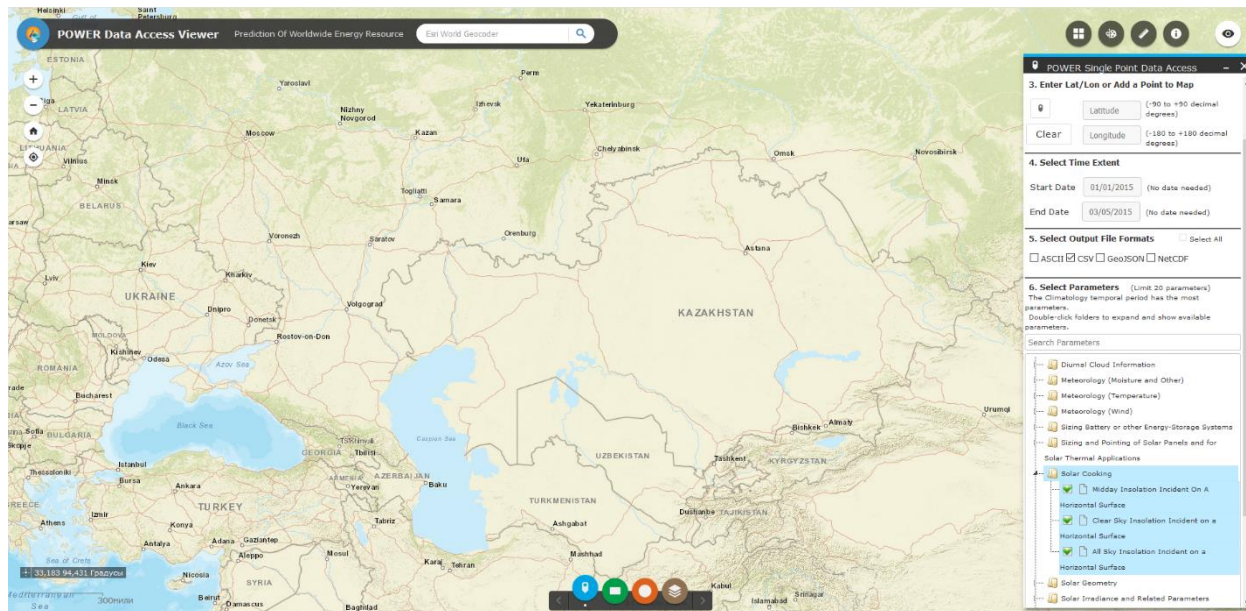 Helsinki
Gulf of
Saint
Petersburg
POWER Data Access Viewer
Prediction Of Worldwide Energy Resource
Esri World Geocoder
ESTONIA
Riga
LATVIA
LITHUANIA
Vilnius
Minsk
BELARUS
Moscow
Yaroslavl
Nizhny
Novgorod
Kazan
Perm
Izhevsk
Yekaterinburg
Ufa
Chelyabinsk
Omsk
Novosibirsk
Togliatti
Samara
Orenburg
Astana
Voronezh
Saratov
Lviv
Kiev
Kharkiv
UKRAINE
Dnipro
Donetsk
Volgograd
Rostov-on-Don
KAZAKHSTAN
MOLDOVA
Kishinev
Odesa
Azov Sea
ROMANIA
Bucharest
Black Sea
Sofia
BULGARIA
Skopje
Thessaloniki
Istanbul
Bursa
Ankara
GEORGIA
Tbilisi
ARMENIA
Yerevan
AZERBAIJAN
Baku
Caspian Sea
UZBEKISTAN
Tashkent
Bishkek
Almaty
KYRGYZSTAN
Urumqi
TURKMENISTAN
Ashgabat
Dushanbe
TAJIKISTAN
GREECE
Athens
Izmir
TURKEY
Konya
Antalya
Adana
Gaziantep
Aleppo
Mosul
Tabriz
Karaj
Tehran
Mashhad
Kabul
Srinagar
Islamabad
Sea of Crete
33,183 94,431 Градусы
Nicosia
SYRIA
Beirut
Damascus
Baghdad
Mediterranean
Sea
300мили
POWER Single Point Data Access
3. Enter Lat/Lon or Add a Point to Map
Latitude
(-90 to +90 decimal
degrees)
Clear
Longitude
(-180 to +180 decimal
degrees)
4. Select Time Extent
Start Date 01/01/2015 (No date needed)
End Date 03/05/2015 (No date needed)
5. Select Output File Formats Select All
ASCII CSV GeoJSON NetCDF
6. Select Parameters (Limit 20 parameters)
The Climatology temporal period has the most
parameters.
Double-click folders to expand and show available
parameters.
Search Parameters
Diurnal Cloud Information
Meteorology (Moisture and Other)
Meteorology (Temperature)
Meteorology (Wind)
Sizing Battery or other Energy-Storage Systems
Sizing and Pointing of Solar Panels and for
Solar Thermal Applications
Solar Cooking
Midday Insolation Incident On A
Horizontal Surface
Clear Sky Insolation Incident on a
Horizontal Surface
All Sky Insolation Incident on a
Horizontal Surface
Solar Geometry
Solar Irradiance and Related Parameters